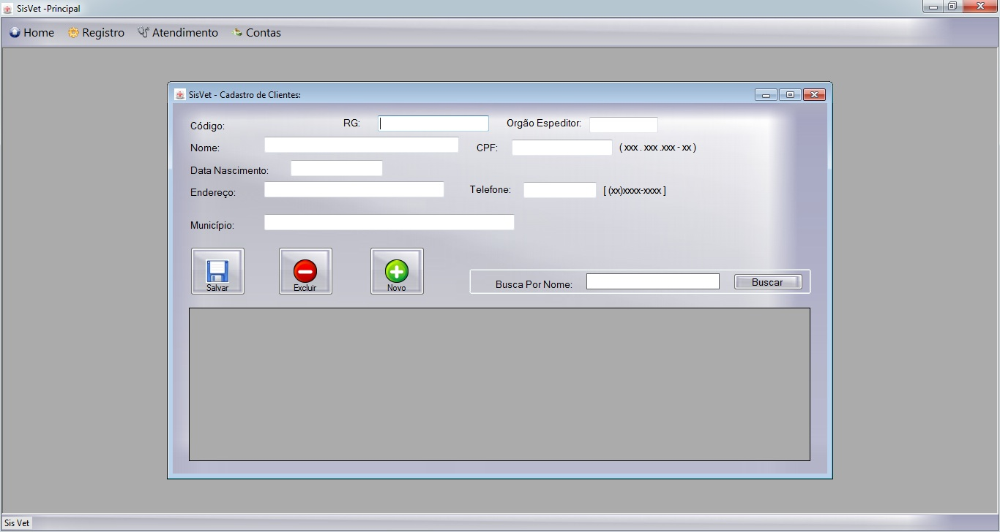 SisVet -Principal
Home Registro Atendimento Contas
SisVet - Cadastro de Clientes:
Código: RG: Orgão Espeditor:
Nome: CPF: ( xxx . xxx .xxx - xx )
Data Nascimento:
Endereço: Telefone: [ (xx)xxxx-xxxx ]
Município:
Salvar Excluir Novo
Busca Por Nome: Buscar
Sis Vet